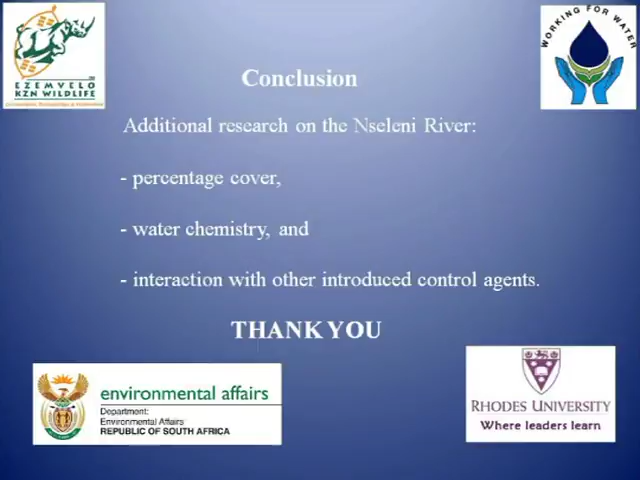 EZEMVELO
KZN WILDLIFE
WORKING FOR WATER
Conclusion
Additional research on the Nseleni River:
- percentage cover,
- water chemistry, and
- interaction with other introduced control agents.
THANK YOU
environmental affairs
Department:
Environmental Affairs
REPUBLIC OF SOUTH AFRICA
RHODES UNIVERSITY
Where leaders learn